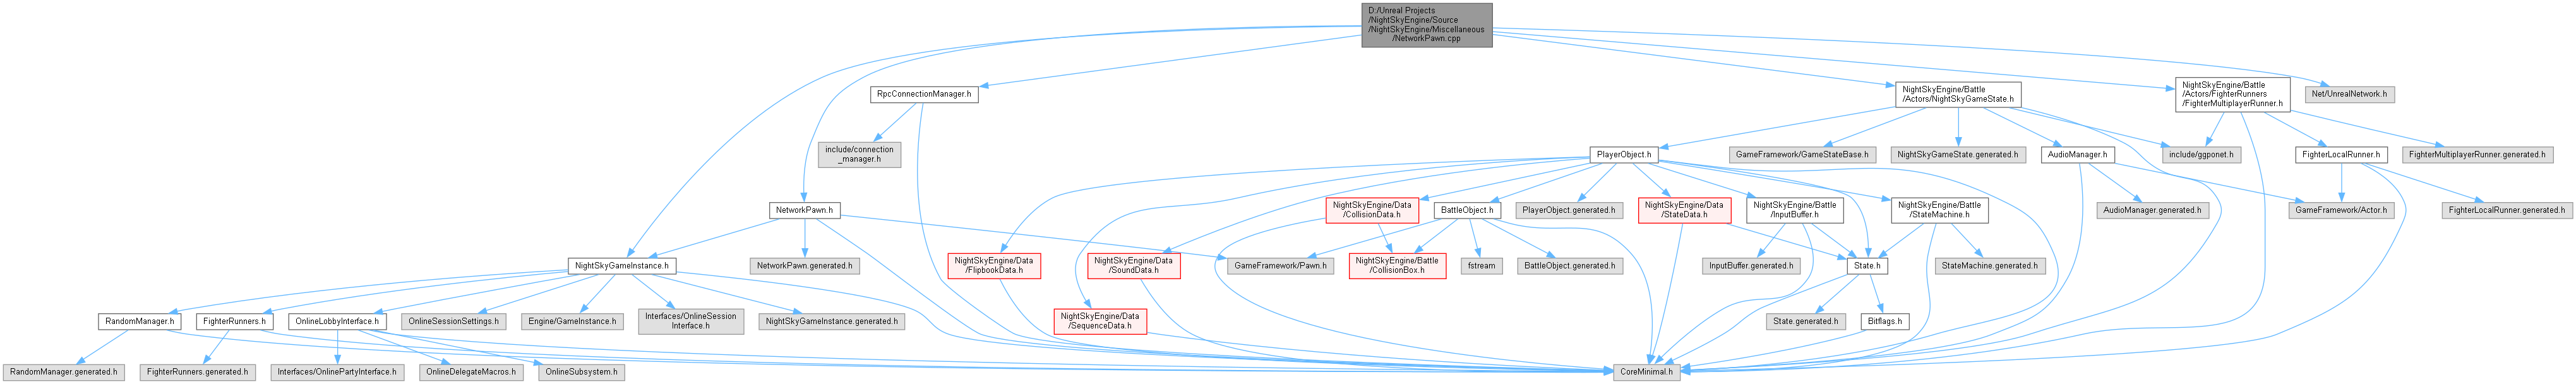 D:/Unreal Projects
/NightSkyEngine/Source
/NightSkyEngine/Miscellaneous
/NetworkPawn.cpp
RpcConnectionManager.h
NightSkyEngine/Battle
/Actors/NightSkyGameState.h
NightSkyEngine/Battle
/Actors/FighterRunners
/FighterMultiplayerRunner.h
Net/UnrealNetwork.h
include/connection
_manager.h
PlayerObject.h
GameFramework/GameStateBase.h
NightSkyGameState.generated.h
AudioManager.h
include/ggponet.h
FighterLocalRunner.h
FighterMultiplayerRunner.generated.h
NetworkPawn.h
NightSkyEngine/Data
/CollisionData.h
BattleObject.h
PlayerObject.generated.h
NightSkyEngine/Data
/StateData.h
NightSkyEngine/Battle
/InputBuffer.h
NightSkyEngine/Battle
/StateMachine.h
AudioManager.generated.h
GameFramework/Actor.h
FighterLocalRunner.generated.h
NightSkyGameInstance.h
NetworkPawn.generated.h
NightSkyEngine/Data
/FlipbookData.h
NightSkyEngine/Data
/SoundData.h
GameFramework/Pawn.h
NightSkyEngine/Battle
/CollisionBox.h
fstream
BattleObject.generated.h
InputBuffer.generated.h
State.h
StateMachine.generated.h
RandomManager.h
FighterRunners.h
OnlineLobbyInterface.h
OnlineSessionSettings.h
Engine/GameInstance.h
Interfaces/OnlineSession
Interface.h
NightSkyGameInstance.generated.h
NightSkyEngine/Data
/SequenceData.h
State.generated.h
Bitflags.h
RandomManager.generated.h
FighterRunners.generated.h
Interfaces/OnlinePartyInterface.h
OnlineDelegateMacros.h
OnlineSubsystem.h
CoreMinimal.h